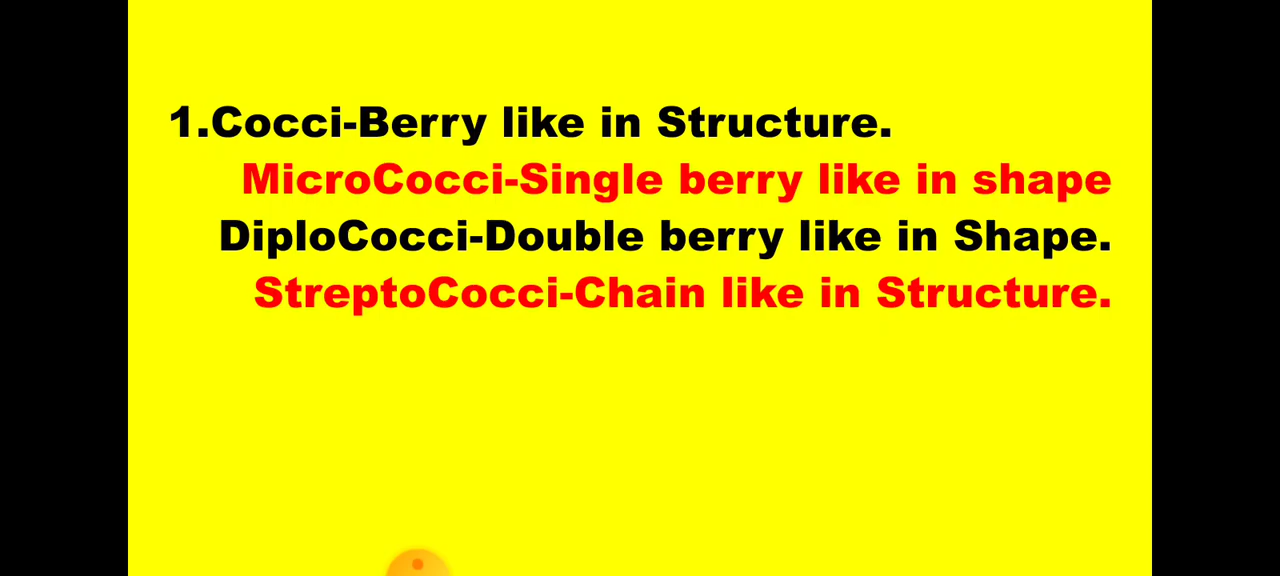 1.Cocci-Berry like in Structure.
MicroCocci-Single berry like in shape
DiploCocci-Double berry like in Shape.
StreptoCocci-Chain like in Structure.